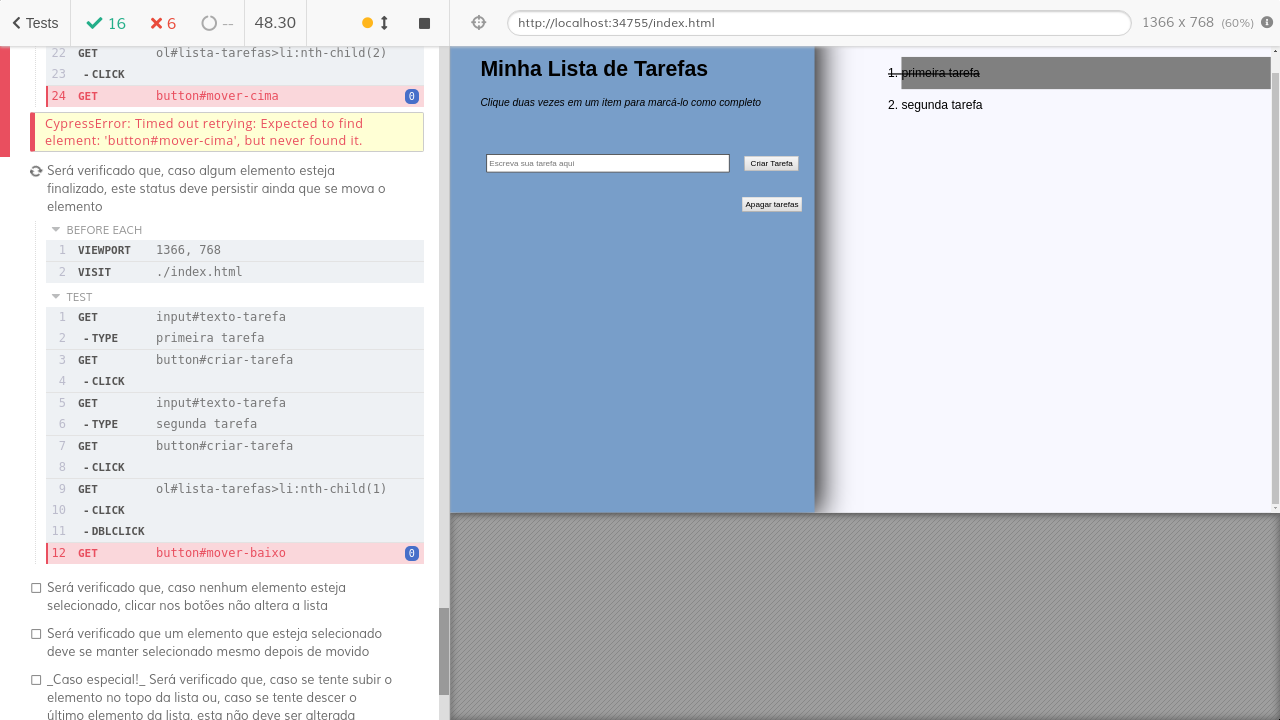 Tests 16 6 -- 48.30
22 GET ol#lista-tarefas>li:nth-child(2)
23 -CLICK
24 GET button#mover-cima 0
CypressError: Timed out retrying: Expected to find
element: 'button#mover-cima', but never found it.
Será verificado que, caso algum elemento esteja
finalizado, este status deve persistir ainda que se mova o
elemento
BEFORE EACH
1 VIEWPORT 1366, 768
2 VISIT ./index.html
TEST
1 GET input#texto-tarefa
2 -TYPE primeira tarefa
3 GET button#criar-tarefa
4 -CLICK
5 GET input#texto-tarefa
6 -TYPE segunda tarefa
7 GET button#criar-tarefa
8 -CLICK
9 GET ol#lista-tarefas>li:nth-child(1)
10 -CLICK
11 -DBLCLICK
12 GET button#mover-baixo 0
Será verificado que, caso nenhum elemento esteja
selecionado, clicar nos botões não altera a lista
Será verificado que um elemento que esteja selecionado
deve se manter selecionado mesmo depois de movido
_Caso especial!_ Será verificado que, caso se tente subir o
elemento no topo da lista ou, caso se tente descer o
último elemento da lista, esta não deve ser alterada
http://localhost:34755/index.html 1366 x 768 (60%)
Minha Lista de Tarefas
Clique duas vezes em um item para marcá-lo como completo
Escreva sua tarefa aqui Criar Tarefa
Apagar tarefas
1. primeira tarefa
2. segunda tarefa